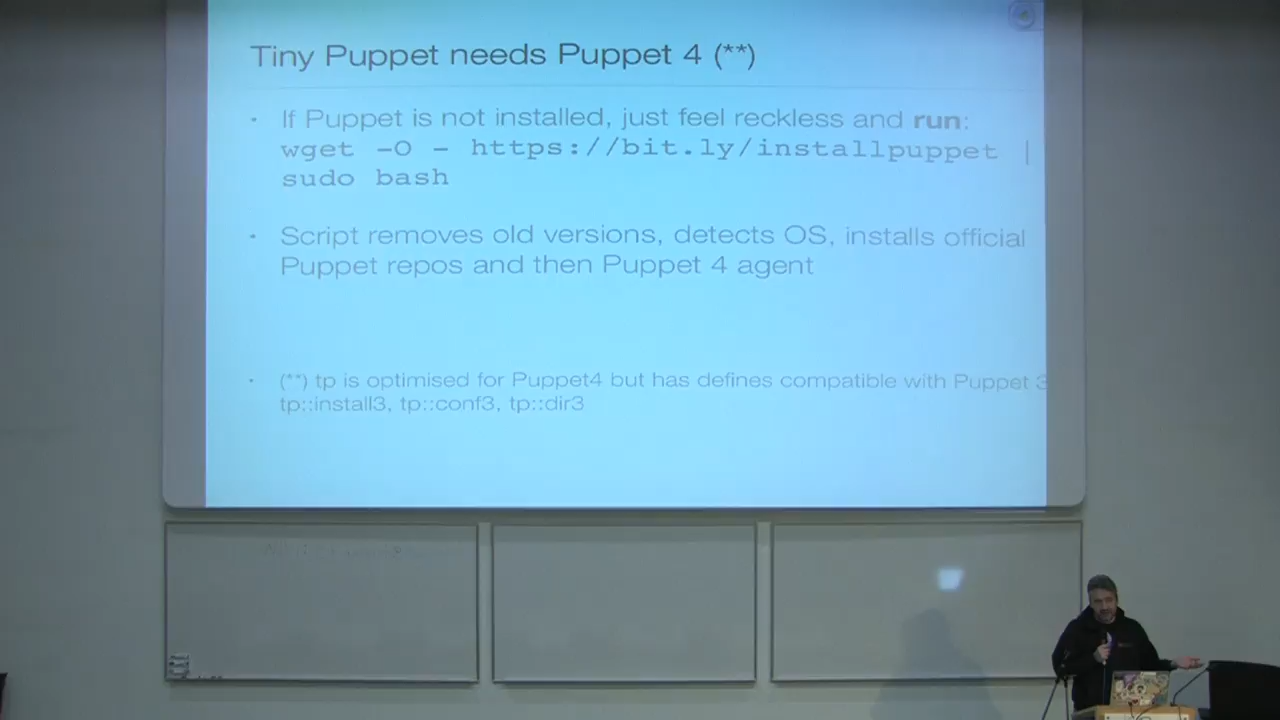 Tiny Puppet needs Puppet 4 (**)
· If Puppet is not installed, just feel reckless and run:
wget -O - https://bit.ly/installpuppet |
sudo bash
· Script removes old versions, detects OS, installs official
Puppet repos and then Puppet 4 agent
· (**) tp is optimised for Puppet4 but has defines compatible with Puppet 3
tp::install3, tp::conf3, tp::dir3